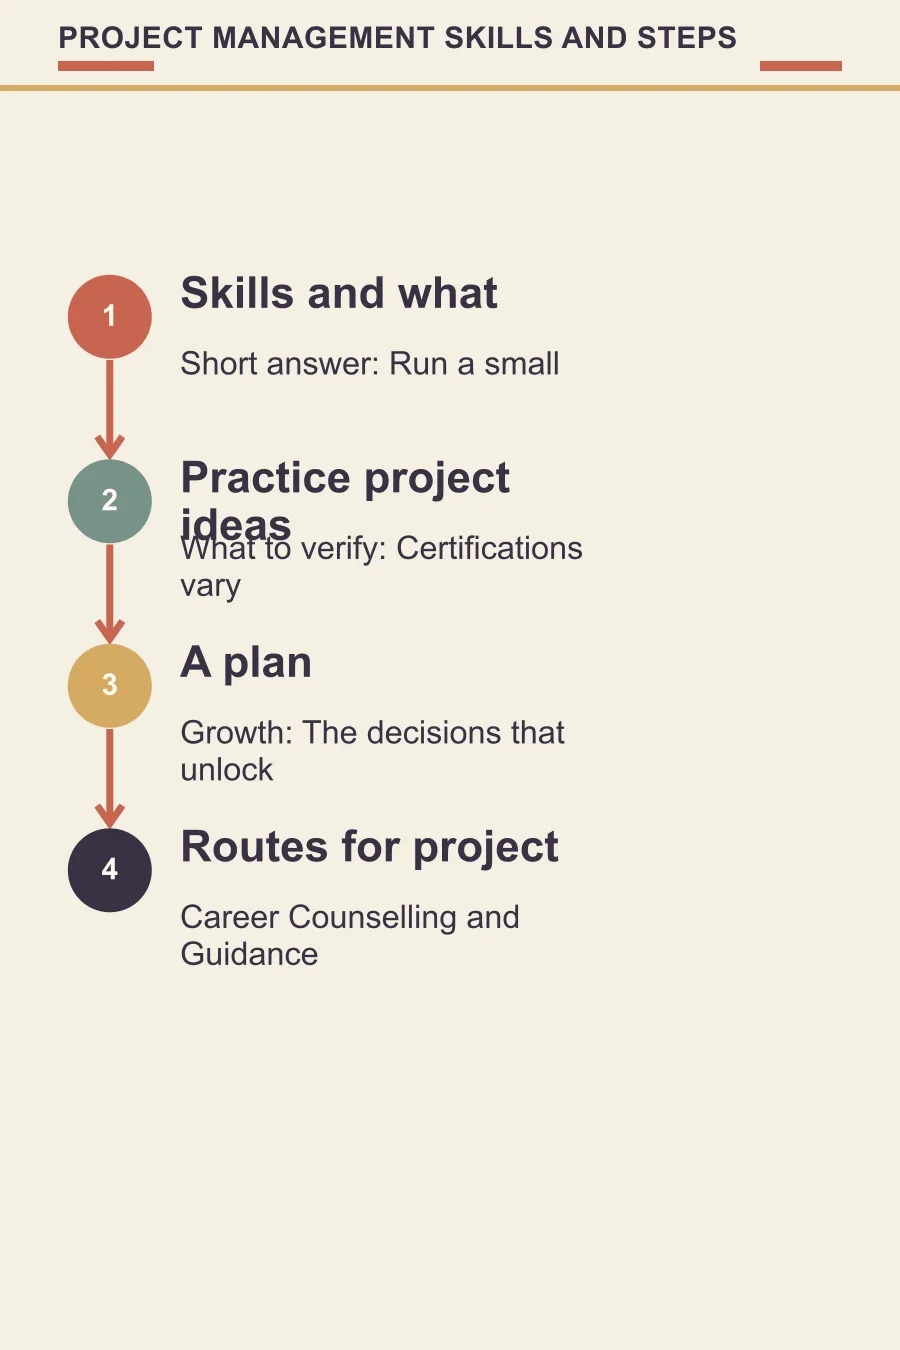 PROJECT MANAGEMENT SKILLS AND STEPS
1
Skills and what
Short answer: Run a small
2
Practice project
ideas
What to verify: Certifications
vary
3
A plan
Growth: The decisions that
unlock
4
Routes for project
Career Counselling and
Guidance